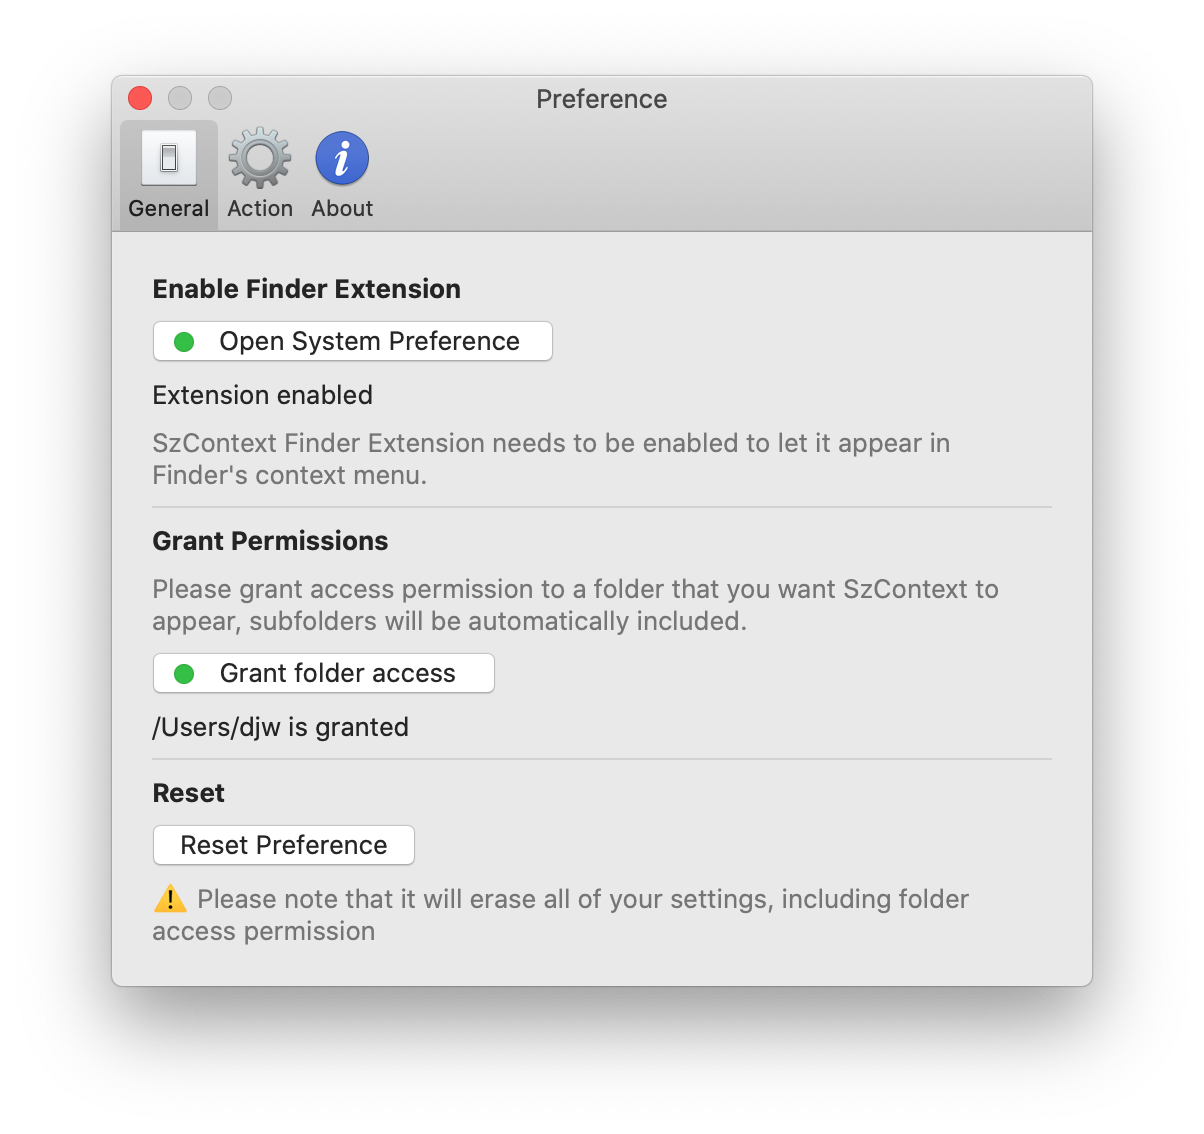 Preference
General Action About
Enable Finder Extension
Open System Preference
Extension enabled
SzContext Finder Extension needs to be enabled to let it appear in
Finder's context menu.
Grant Permissions
Please grant access permission to a folder that you want SzContext to
appear, subfolders will be automatically included.
Grant folder access
/Users/djw is granted
Reset
Reset Preference
⚠️ Please note that it will erase all of your settings, including folder
access permission